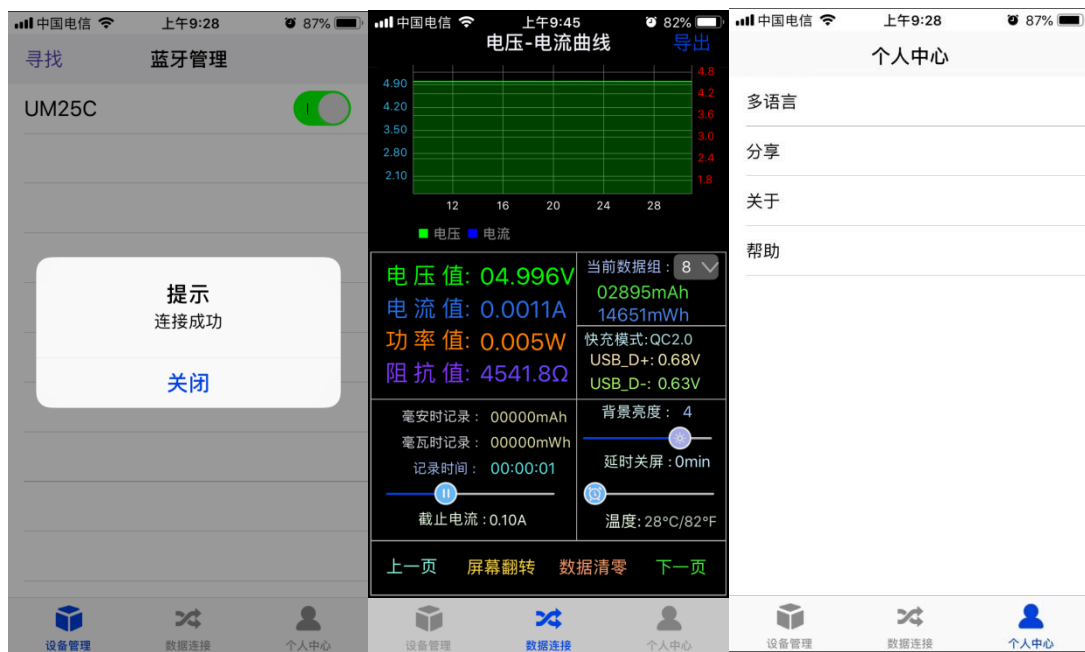 中国电信 上午9:28 87%
寻找 蓝牙管理
UM25C
提示
连接成功
关闭
设备管理 数据连接 个人中心
中国电信 上午9:45 82%
电压-电流曲线 导出
4.8
4.90
4.2
4.20
3.6
3.50
3.0
2.80
2.4
2.10
1.8
12 16 20 24 28
电压 电流
电压值: 04.996V
电流值: 0.0011A
功率值: 0.005W
阻抗值: 4541.8Ω
当前数据组: 8
02895mAh
14651mWh
快充模式:QC2.0
USB_D+: 0.68V
USB_D-: 0.63V
毫安时记录: 00000mAh
毫瓦时记录: 00000mWh
记录时间: 00:00:01
截止电流:0.10A
背景亮度: 4
延时关屏:0min
温度:28°C/82°F
上一页 屏幕翻转 数据清零 下一页
设备管理 数据连接 个人中心
中国电信 上午9:28 87%
个人中心
多语言
分享
关于
帮助
设备管理 数据连接 个人中心